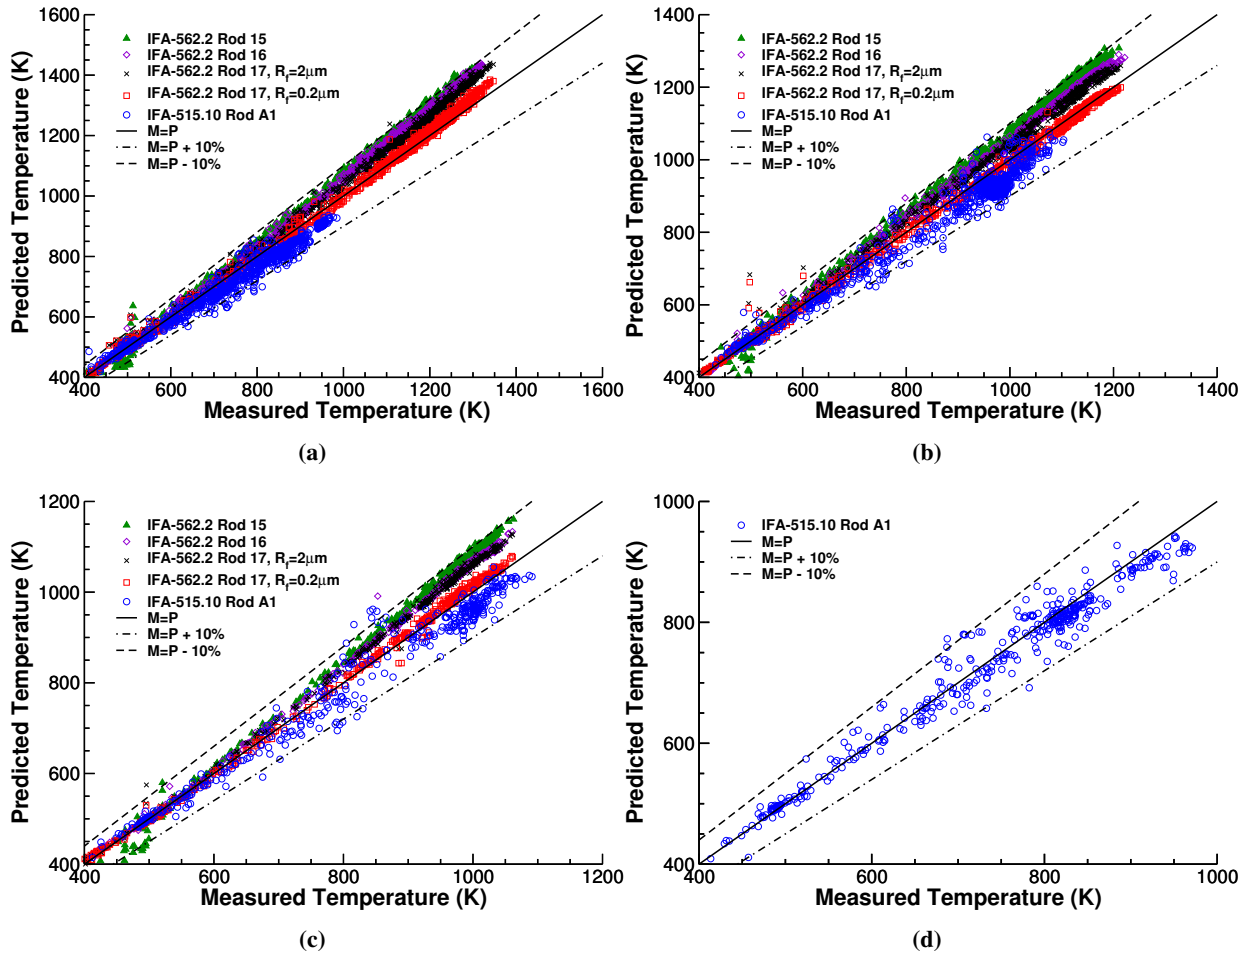 1600
1400
1200
1000
800
600
400
400 600 800 1000 1200 1400 1600
Predicted Temperature (K)
Measured Temperature (K)
IFA-562.2 Rod 15
IFA-562.2 Rod 16
IFA-562.2 Rod 17, Rf=2μm
IFA-562.2 Rod 17, Rf=0.2μm
IFA-515.10 Rod A1
M=P
M=P + 10%
M=P - 10%
(a)
1400
1200
1000
800
600
400
400 600 800 1000 1200 1400
Predicted Temperature (K)
Measured Temperature (K)
IFA-562.2 Rod 15
IFA-562.2 Rod 16
IFA-562.2 Rod 17, Rf=2μm
IFA-562.2 Rod 17, Rf=0.2μm
IFA-515.10 Rod A1
M=P
M=P + 10%
M=P - 10%
(b)
1200
1000
800
600
400
400 600 800 1000 1200
Predicted Temperature (K)
Measured Temperature (K)
IFA-562.2 Rod 15
IFA-562.2 Rod 16
IFA-562.2 Rod 17, Rf=2μm
IFA-562.2 Rod 17, Rf=0.2μm
IFA-515.10 Rod A1
M=P
M=P + 10%
M=P - 10%
(c)
1000
800
600
400
400 600 800 1000
Predicted Temperature (K)
Measured Temperature (K)
IFA-515.10 Rod A1
M=P
M=P + 10%
M=P - 10%
(d)